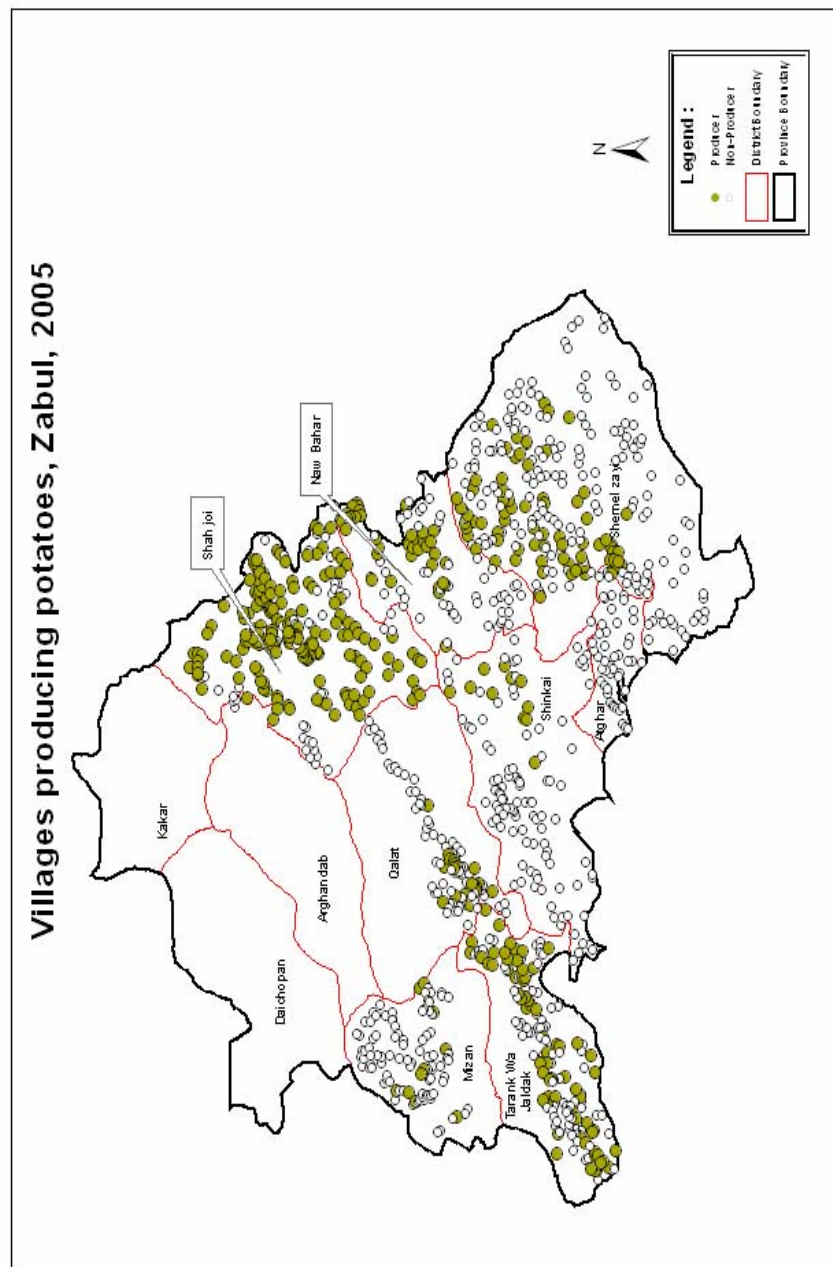 Villages producing potatoes, Zabul, 2005
Shah joi
Naw Bahar
Kakar
Daichopan
Arghandab
Qalat
Mizan
Tarank Wa
Jaldak
Shinkai
Atghar
Shemel zayi
N
Legend :
Producer
Non-Producer
District Boundary
Province Boundary